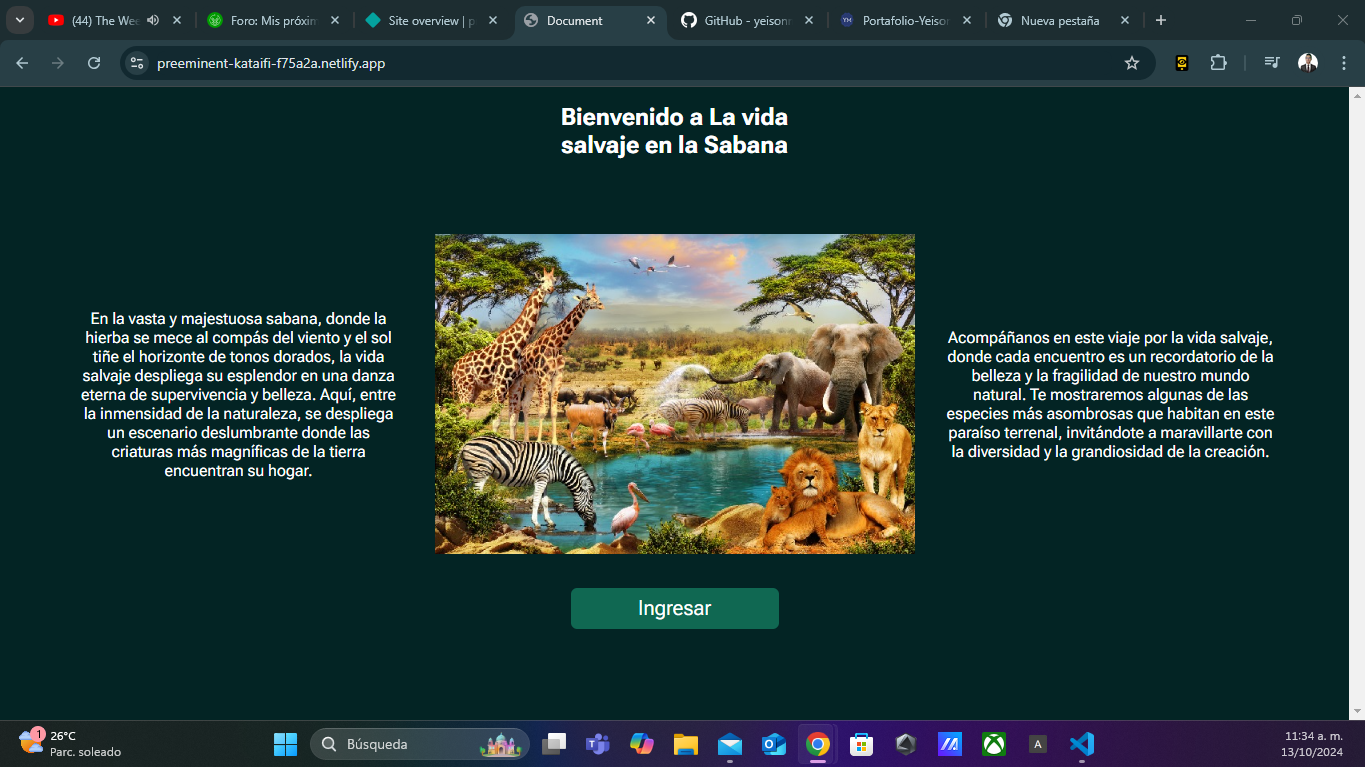 (44) The Wee
Foro: Mis próxin
Site overview | p
Document
GitHub - yeisonr
YM
Portafolio-Yeison
Nueva pestaña
preeminent-kataifi-f75a2a.netlify.app
Bienvenido a La vida
salvaje en la Sabana
En la vasta y majestuosa sabana, donde la
hierba se mece al compás del viento y el sol
tiñe el horizonte de tonos dorados, la vida
salvaje despliega su esplendor en una danza
eterna de supervivencia y belleza. Aquí, entre
la inmensidad de la naturaleza, se despliega
un escenario deslumbrante donde las
criaturas más magníficas de la tierra
encuentran su hogar.
Acompáñanos en este viaje por la vida salvaje,
donde cada encuentro es un recordatorio de la
belleza y la fragilidad de nuestro mundo
natural. Te mostraremos algunas de las
especies más asombrosas que habitan en este
paraíso terrenal, invitándote a maravillarte con
la diversidad y la grandiosidad de la creación.
Ingresar
1
26°C
Parc. soleado
Búsqueda
A
11:34 a. m.
13/10/2024